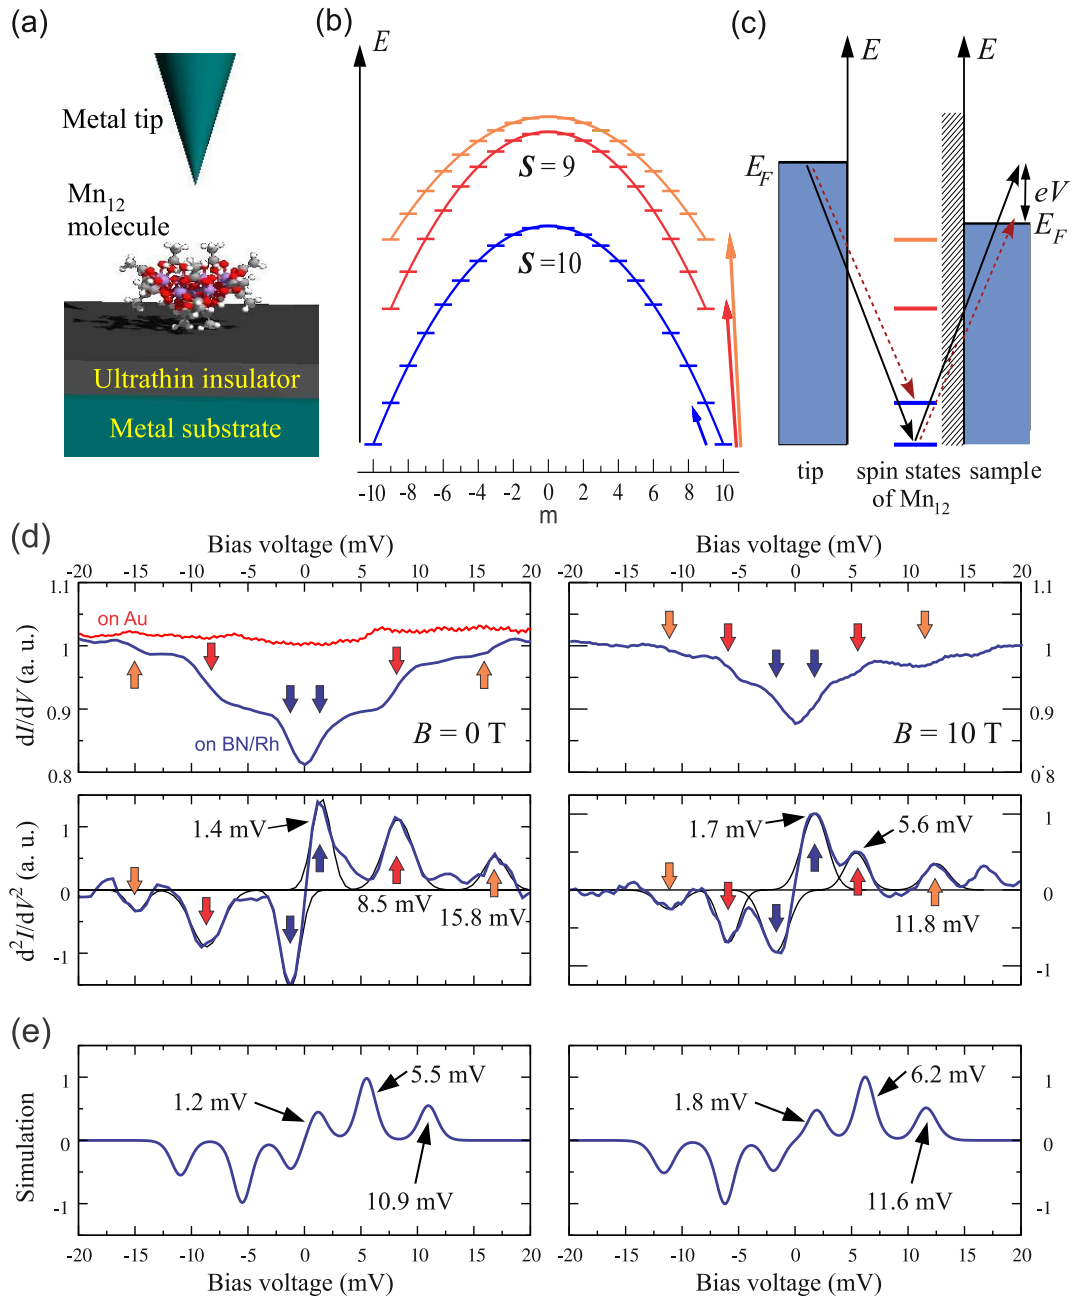 (a)
Metal tip
Mn12
molecule
Ultrathin insulator
Metal substrate
(b)
E
S = 9
S = 10
-10 -8 -6 -4 -2 0 2 4 6 8 10
m
(c)
E E
EF
eV
EF
tip spin states sample
of Mn12
(d)
Bias voltage (mV) Bias voltage (mV)
-20 -15 -10 -5 0 5 10 15 20 -20 -15 -10 -5 0 5 10 15 20
dI/dV (a. u.)
1.1
1
0.9
0.8
on Au
on BN/Rh
B = 0 T
1.1
1
0.9
0.8
B = 10 T
d2I/dV2 (a. u.)
1
0
-1
1.4 mV
8.5 mV
15.8 mV
1.7 mV
5.6 mV
11.8 mV
1
0
-1
(e)
Simulation
1
0
-1
1.2 mV
5.5 mV
10.9 mV
1.8 mV
6.2 mV
11.6 mV
1
0
-1
-20 -15 -10 -5 0 5 10 15 20 -20 -15 -10 -5 0 5 10 15 20
Bias voltage (mV) Bias voltage (mV)